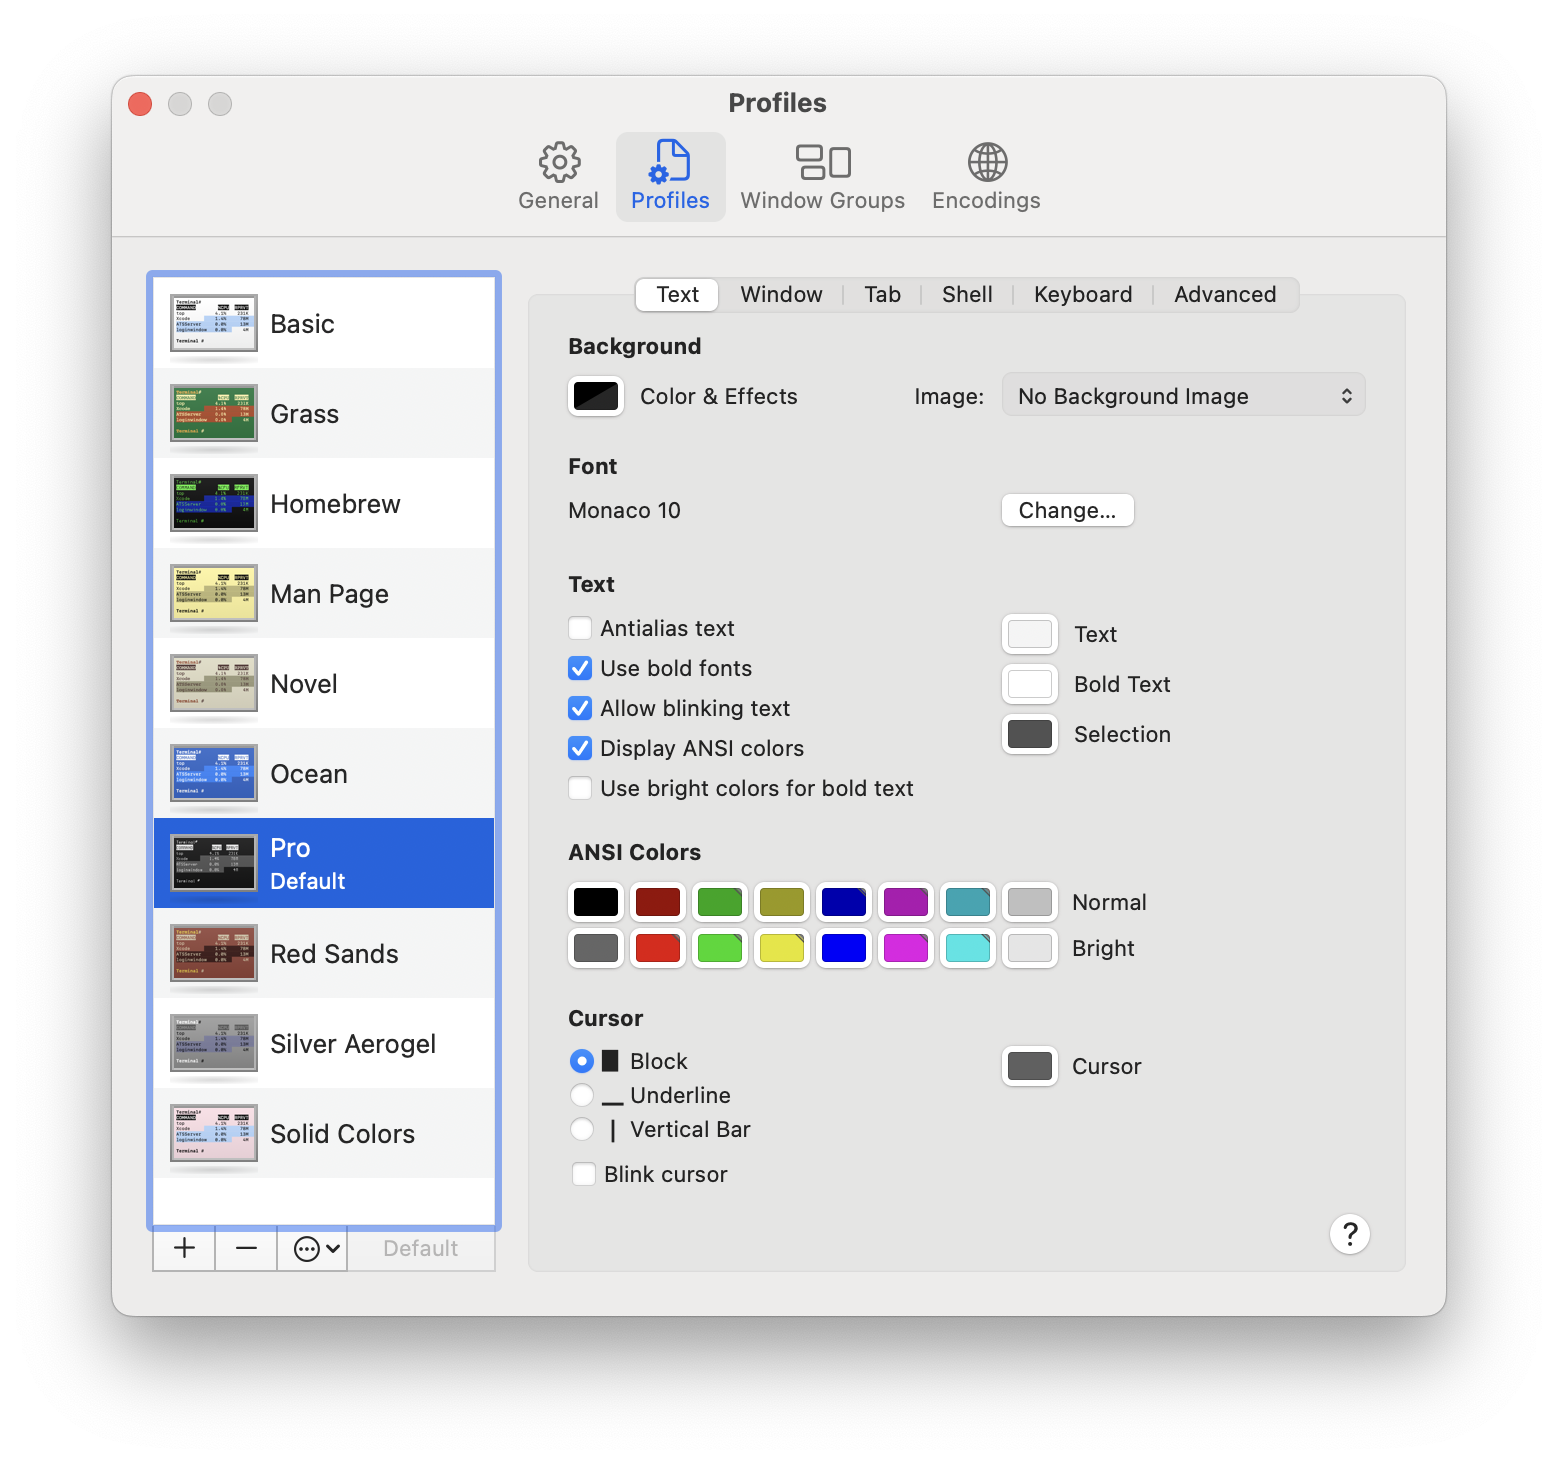 Profiles
General
Profiles
Window Groups
Encodings
Basic
Grass
Homebrew
Man Page
Novel
Ocean
Pro
Default
Red Sands
Silver Aerogel
Solid Colors
Default
Text
Window
Tab
Shell
Keyboard
Advanced
Background
Color & Effects
Image:
No Background Image
Font
Monaco 10
Change...
Text
Antialias text
Use bold fonts
Allow blinking text
Display ANSI colors
Use bright colors for bold text
Text
Bold Text
Selection
ANSI Colors
Normal
Bright
Cursor
Block
Underline
Vertical Bar
Blink cursor
Cursor
?